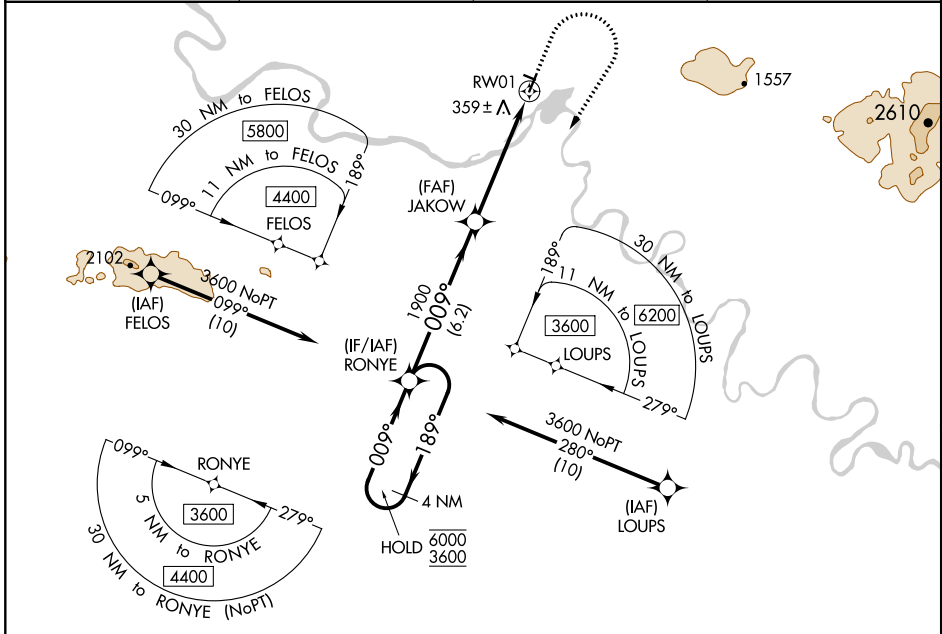 RW01
359±
1557
2610
30 NM to FELOS
5800
11 NM to FELOS
4400
099°
189°
FELOS
(FAF)
JAKOW
2102
3600 NoPT
099°
(10)
(IAF)
FELOS
1900
009°
(6.2)
(IF/IAF)
RONYE
30 NM to LOUPS
6200
11 NM to LOUPS
3600
189°
LOUPS
279°
3600 NoPT
280°
(10)
(IAF)
LOUPS
009°
189°
4 NM
HOLD
6000
3600
099°
RONYE
279°
3600
5 NM to RONYE
4400
30 NM to RONYE (NoPT)